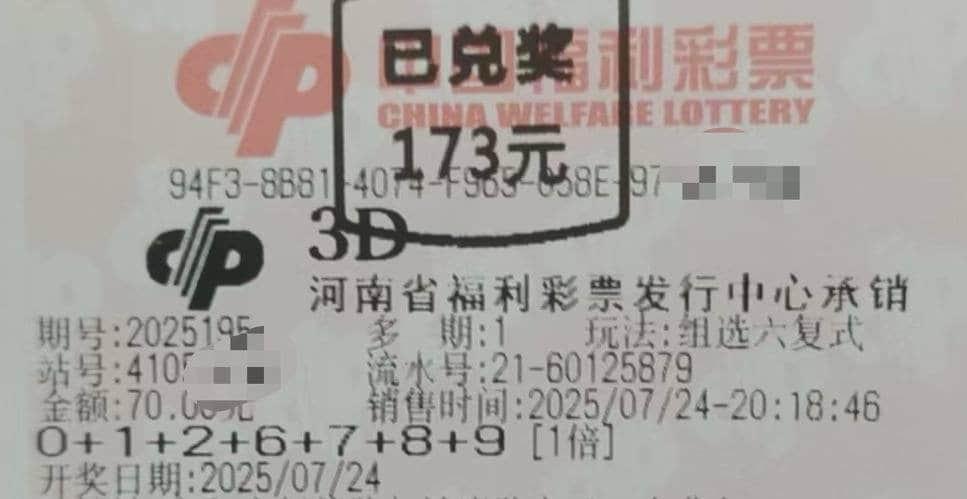 中国福利彩票
CHINA WELFARE LOTTERY
已兑奖
173元
94F3-8B81-4074-F965-658E-97
3D
河南省福利彩票发行中心承销
期号:2025195 多 期:1 玩法:组选六复式
站号:4105 流水号:21-60125879
金额:70.00元 销售时间:2025/07/24-20:18:46
0+1+2+6+7+8+9 [1倍]
开奖日期:2025/07/24